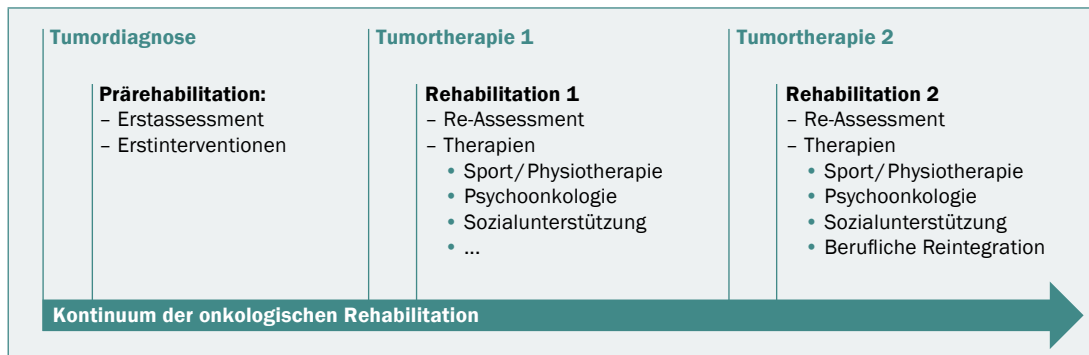 Tumordiagnose
Prärehabilitation:
– Erstassessment
– Erstinterventionen
Tumortherapie 1
Rehabilitation 1
– Re-Assessment
– Therapien
• Sport/Physiotherapie
• Psychoonkologie
• Sozialunterstützung
• ...
Tumortherapie 2
Rehabilitation 2
– Re-Assessment
– Therapien
• Sport/Physiotherapie
• Psychoonkologie
• Sozialunterstützung
• Berufliche Reintegration
Kontinuum der onkologischen Rehabilitation